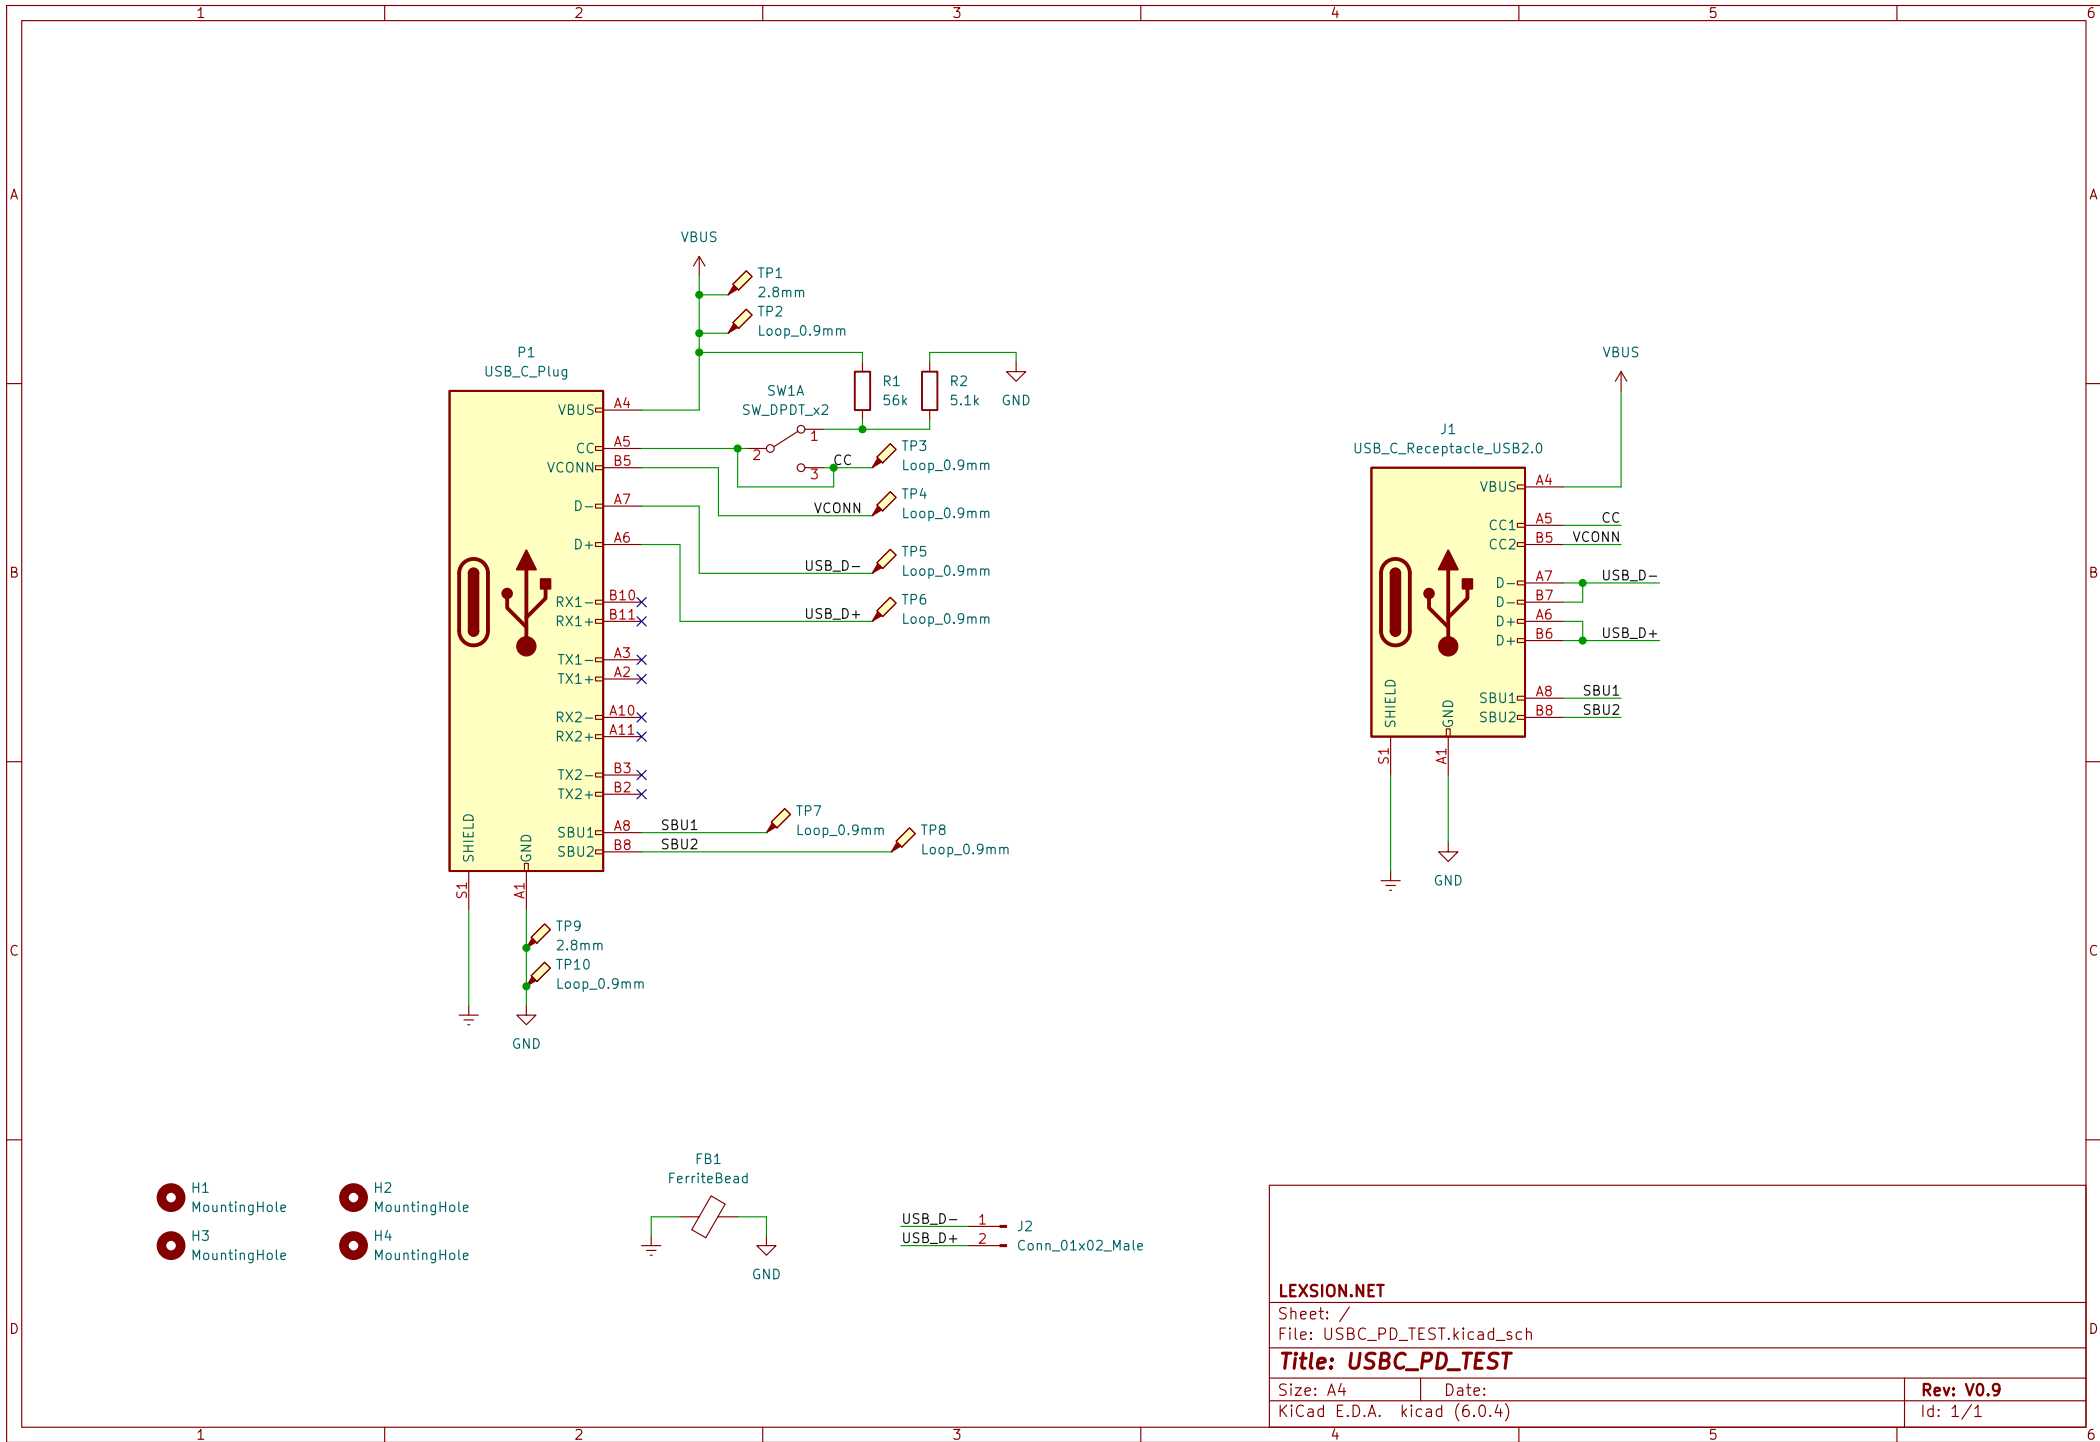 1 2 3 4 5 6
A A
VBUS
TP1
2.8mm
TP2
Loop_0.9mm
P1
USB_C_Plug
VBUS A4
CC A5
VCONN B5
D- A7
D+ A6
RX1- B10
RX1+ B11
TX1- A3
TX1+ A2
RX2- A10
RX2+ A11
TX2- B3
TX2+ B2
SBU1 A8 SBU1
SBU2 B8 SBU2
SHIELD
GND
S1
A1
SW1A
SW_DPDT_x2
1
2
3
R1
56k
R2
5.1k
GND
CC
TP3
Loop_0.9mm
VCONN
TP4
Loop_0.9mm
USB_D-
TP5
Loop_0.9mm
USB_D+
TP6
Loop_0.9mm
TP7
Loop_0.9mm
TP8
Loop_0.9mm
TP9
2.8mm
TP10
Loop_0.9mm
GND
VBUS
J1
USB_C_Receptacle_USB2.0
VBUS A4
CC1 A5 CC
CC2 B5 VCONN
D- A7 USB_D-
D- B7
D+ A6
D+ B6 USB_D+
SBU1 A8 SBU1
SBU2 B8 SBU2
SHIELD
GND
S1
A1
GND
B B
C C
H1
MountingHole
H2
MountingHole
H3
MountingHole
H4
MountingHole
FB1
FerriteBead
GND
USB_D- 1
USB_D+ 2
J2
Conn_01x02_Male
D D
LEXSION.NET
Sheet: /
File: USBC_PD_TEST.kicad_sch
Title: USBC_PD_TEST
Size: A4 Date: Rev: V0.9
KiCad E.D.A. kicad (6.0.4) Id: 1/1
1 2 3 4 5 6